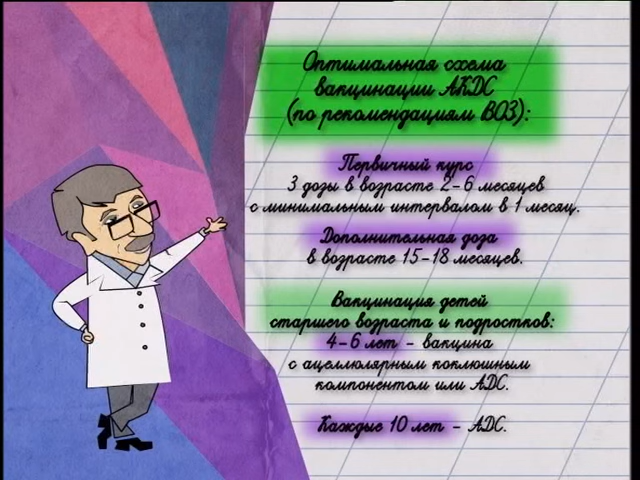 Оптимальная схема
вакцинации АКДС
(по рекомендациям ВОЗ):
Первичный курс
3 дозы в возрасте 2-6 месяцев
с минимальным интервалом в 1 месяц.
Дополнительная доза
в возрасте 15-18 месяцев.
Вакцинация детей
старшего возраста и подростков:
4-6 лет - вакцина
с ацеллюлярным коклюшным
компонентом или АДС.
Каждые 10 лет - АДС.